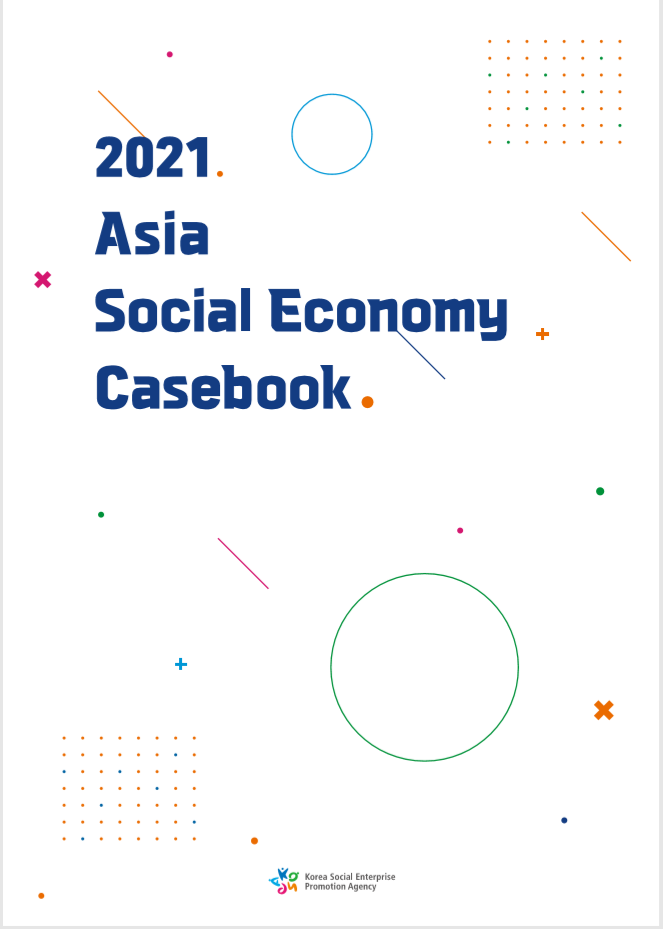 2021.
Asia
Social Economy
Casebook.
Korea Social Enterprise
Promotion Agency